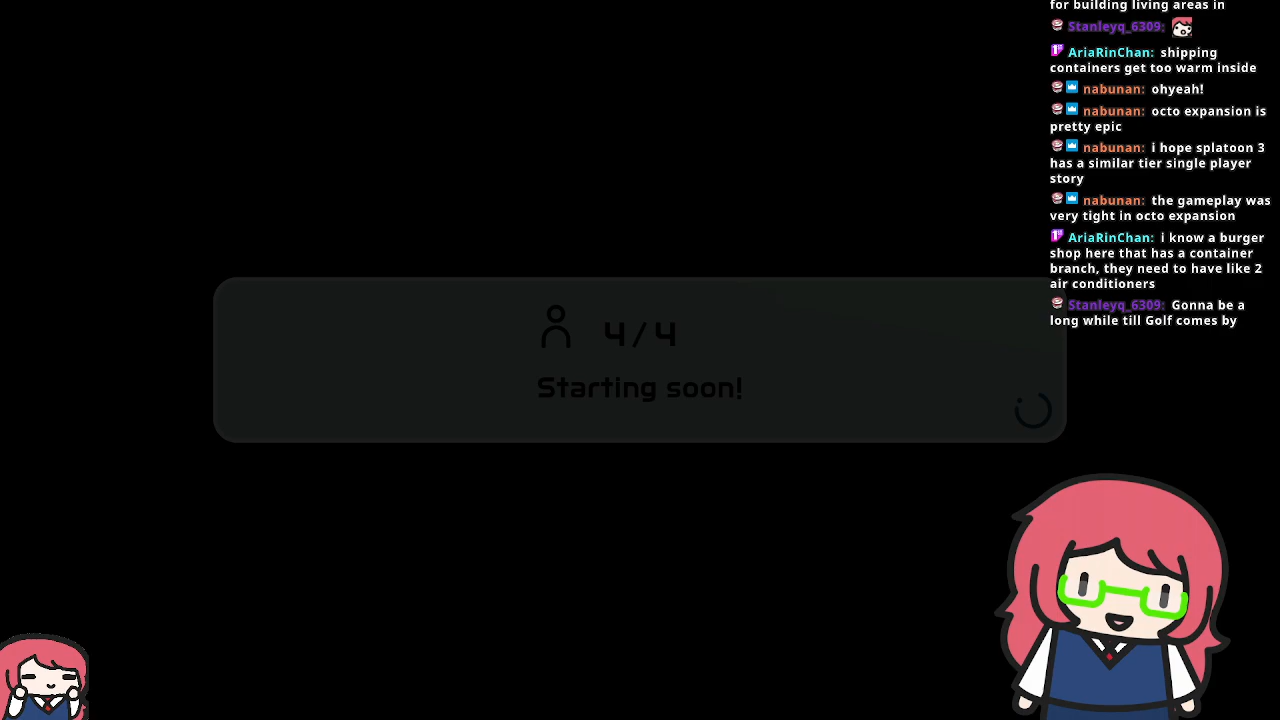 for building living areas in
Stanleyq_6309:
AriaRinChan: shipping
containers get too warm inside
nabunan: ohyeah!
nabunan: octo expansion is
pretty epic
nabunan: i hope splatoon 3
has a similar tier single player
story
nabunan: the gameplay was
very tight in octo expansion
AriaRinChan: i know a burger
shop here that has a container
branch, they need to have like 2
air conditioners
Stanleyq_6309: Gonna be a
long while till Golf comes by
4/4
Starting soon!